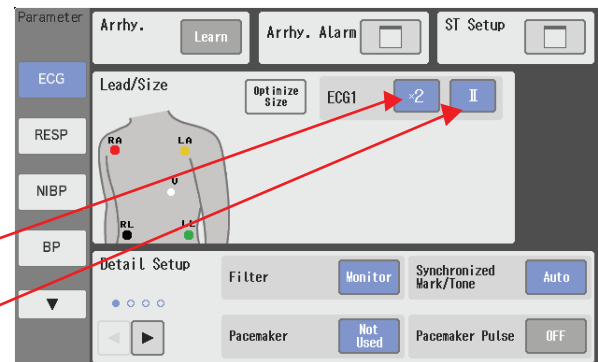 Parameter
ECG
RESP
NIBP
BP
▼
Arrhy.
Learn
Arrhy. Alarm
ST Setup
Lead/Size
Optimize
Size
ECG1
×2
Ⅱ
RA
LA
V
RL
LL
Detail Setup
Filter
Monitor
Synchronized
Mark/Tone
Auto
Pacemaker
Not
Used
Pacemaker Pulse
OFF